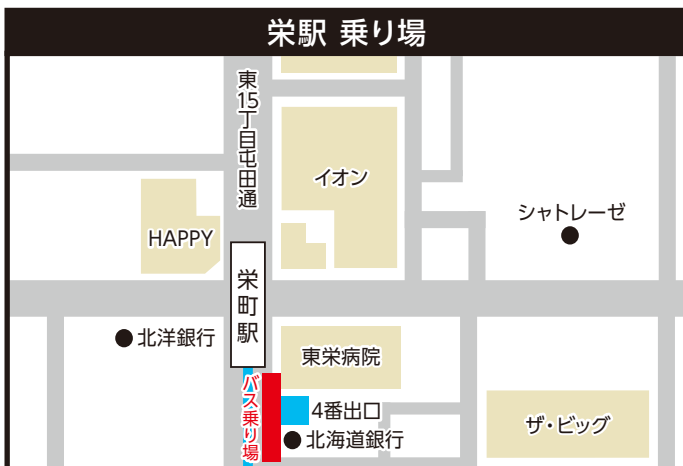 栄駅 乗り場
東15丁目屯田通
イオン
シャトレーゼ
HAPPY
栄町駅
北洋銀行
東栄病院
バス乗り場
4番出口
北海道銀行
ザ・ビッグ